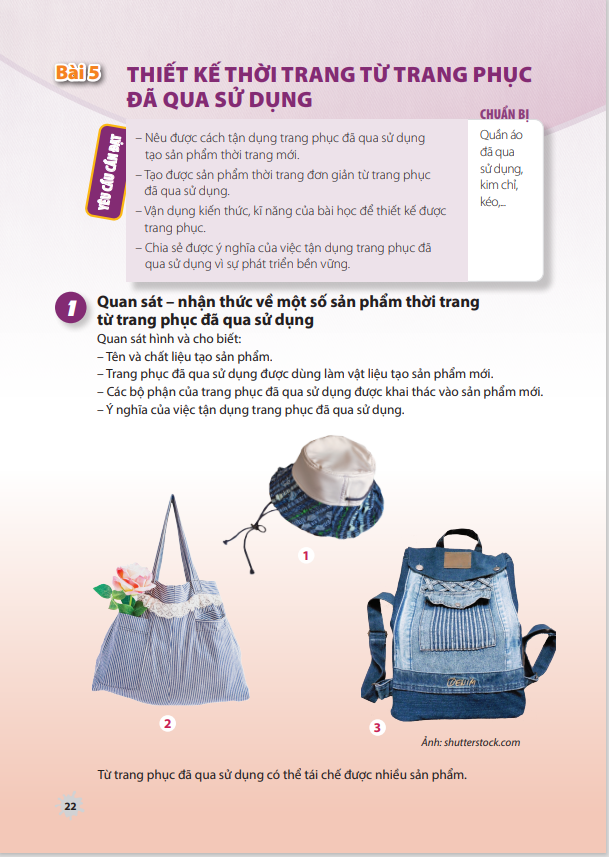 Bài 5
THIẾT KẾ THỜI TRANG TỪ TRANG PHỤC
ĐÃ QUA SỬ DỤNG
YÊU CẦU CẦN ĐẠT
– Nêu được cách tận dụng trang phục đã qua sử dụng
tạo sản phẩm thời trang mới.
– Tạo được sản phẩm thời trang đơn giản từ trang phục
đã qua sử dụng.
– Vận dụng kiến thức, kĩ năng của bài học để thiết kế được
trang phục.
– Chia sẻ được ý nghĩa của việc tận dụng trang phục đã
qua sử dụng vì sự phát triển bền vững.
CHUẨN BỊ
Quần áo
đã qua
sử dụng,
kim chỉ,
kéo,...
1
Quan sát – nhận thức về một số sản phẩm thời trang
từ trang phục đã qua sử dụng
Quan sát hình và cho biết:
– Tên và chất liệu tạo sản phẩm.
– Trang phục đã qua sử dụng được dùng làm vật liệu tạo sản phẩm mới.
– Các bộ phận của trang phục đã qua sử dụng được khai thác vào sản phẩm mới.
– Ý nghĩa của việc tận dụng trang phục đã qua sử dụng.
1
DENIM
2
3
Ảnh: shutterstock.com
Từ trang phục đã qua sử dụng có thể tái chế được nhiều sản phẩm.
22